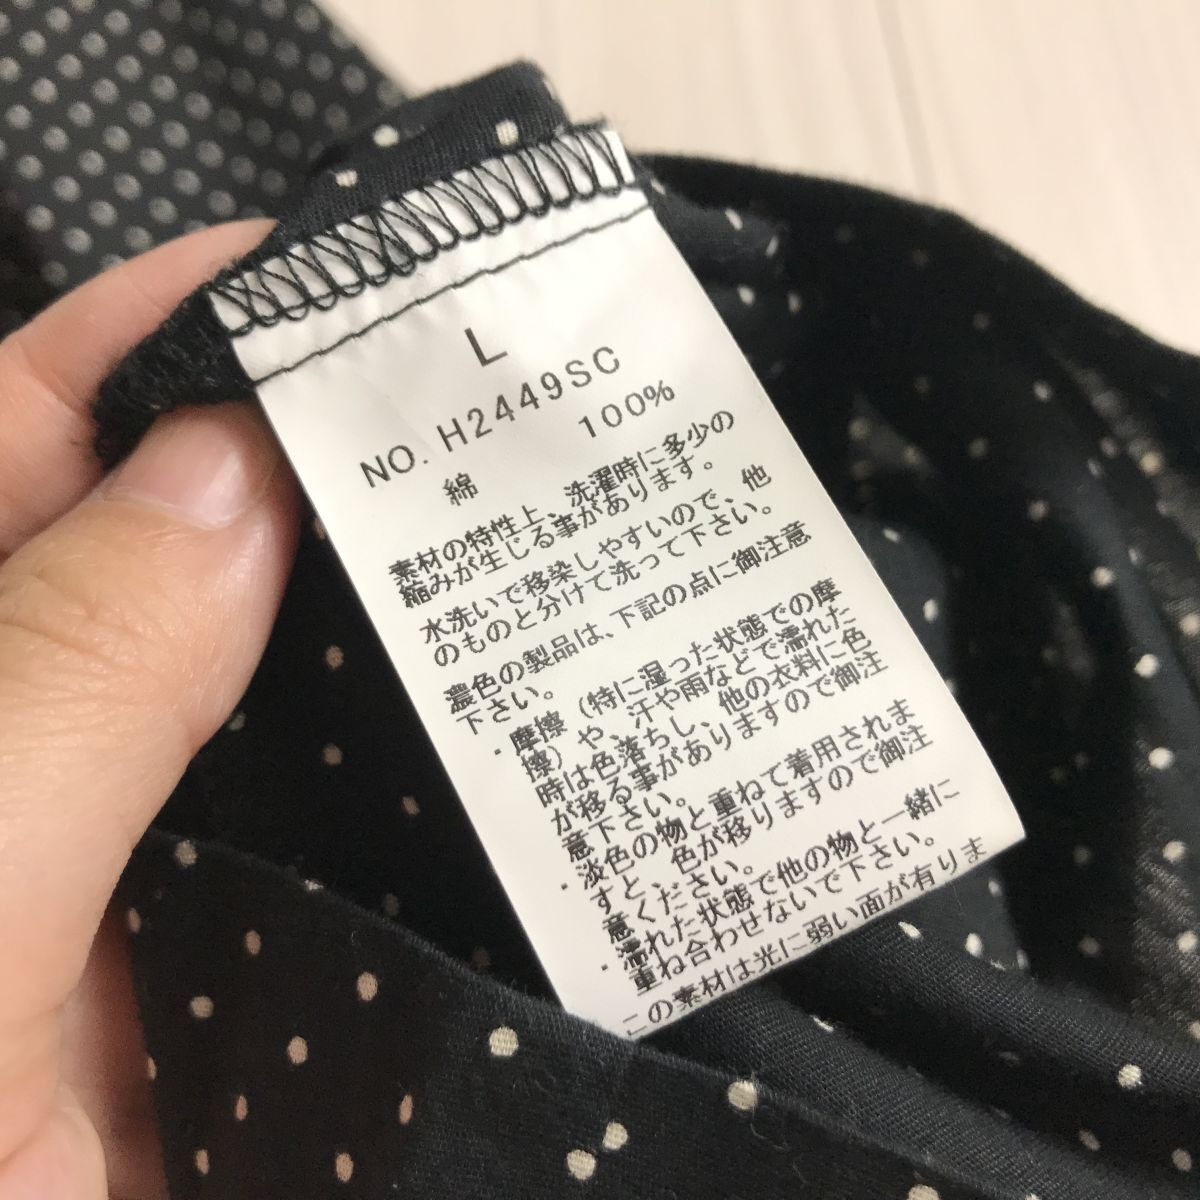 L
NO. H2449SC
綿 100%
素材の特性上、洗濯時に多少の
縮みが生じる事があります。
水洗いで移染しやすいので、他
のものと分けて洗って下さい。
濃色の製品は、下記の点に御注意
下さい。
・摩擦（特に湿った状態での摩
擦）や、汗や雨などで濡れた
時は色落ちし、他の衣料に色
が移る事がありますので御注
意下さい。
・淡色の物と重ねて着用されま
すと、色が移りますので御注
意ください。
・濡れた状態で他の物と一緒に
重ね合わせないで下さい。
この素材は光に弱い面が有りま